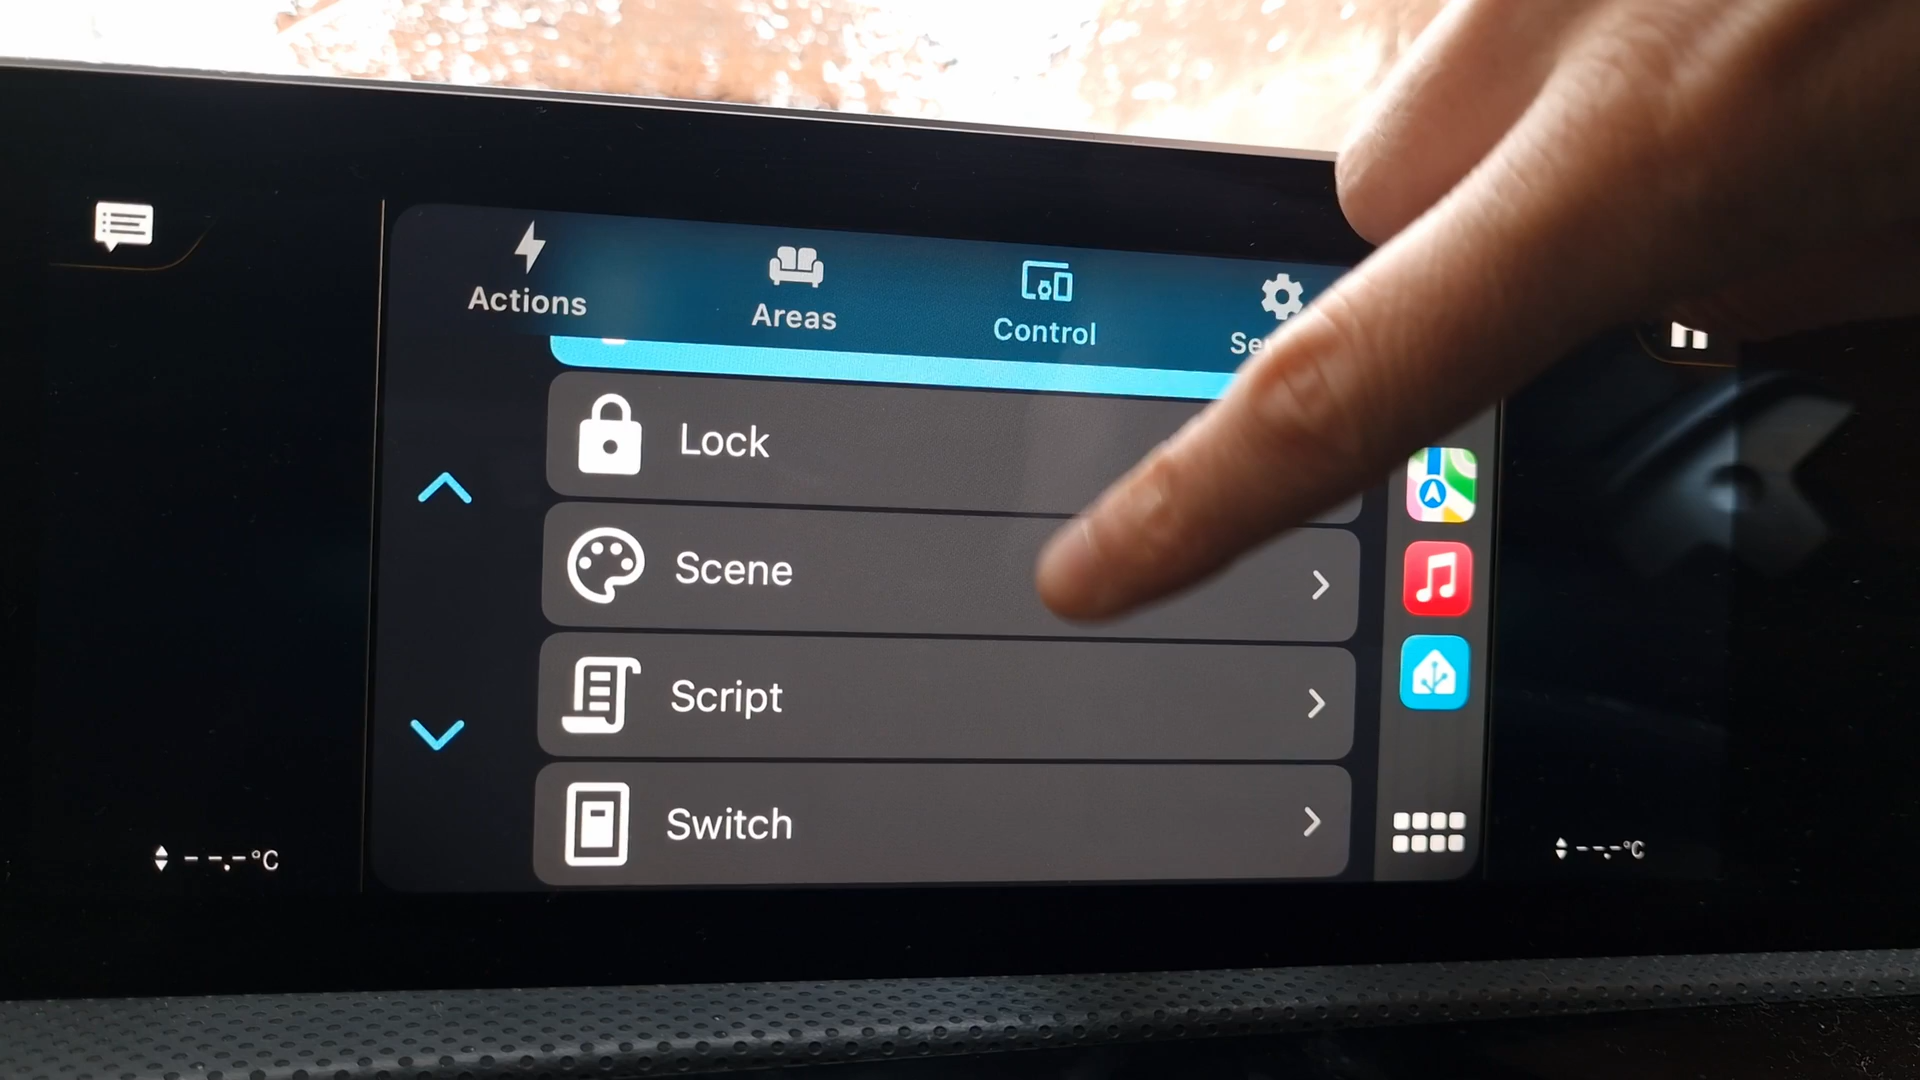 Actions
Areas
Control
Lock
Scene
Script
Switch
--.-°C
--.-°C